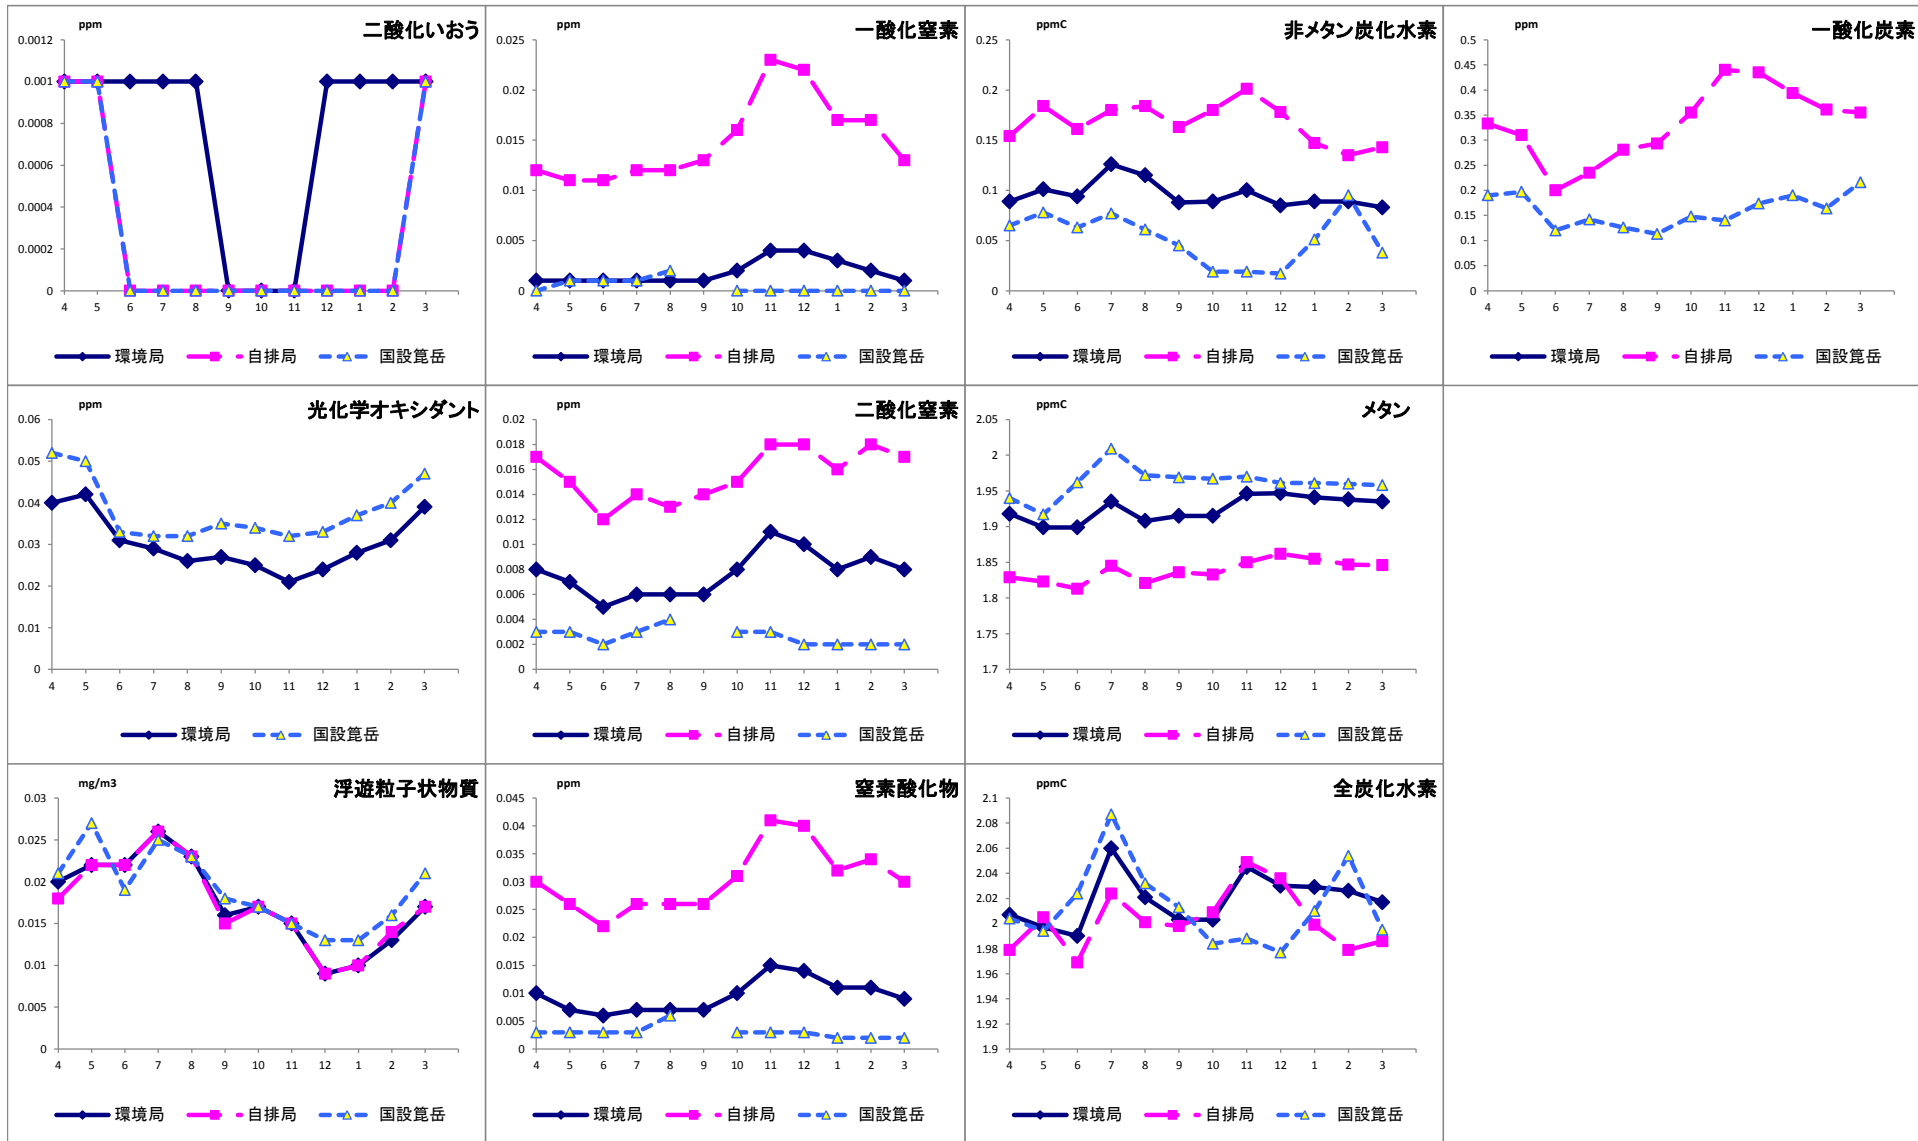 ppm
二酸化いおう
0.0012
0.001
0.0008
0.0006
0.0004
0.0002
0
4 5 6 7 8 9 10 11 12 1 2 3
環境局 自排局 国設箟岳
ppm
一酸化窒素
0.025
0.02
0.015
0.01
0.005
0
4 5 6 7 8 9 10 11 12 1 2 3
環境局 自排局 国設箟岳
ppmC
非メタン炭化水素
0.25
0.2
0.15
0.1
0.05
0
4 5 6 7 8 9 10 11 12 1 2 3
環境局 自排局 国設箟岳
ppm
一酸化炭素
0.5
0.45
0.4
0.35
0.3
0.25
0.2
0.15
0.1
0.05
0
4 5 6 7 8 9 10 11 12 1 2 3
環境局 自排局 国設箟岳
ppm
光化学オキシダント
0.06
0.05
0.04
0.03
0.02
0.01
0
4 5 6 7 8 9 10 11 12 1 2 3
環境局 国設箟岳
ppm
二酸化窒素
0.02
0.018
0.016
0.014
0.012
0.01
0.008
0.006
0.004
0.002
0
4 5 6 7 8 9 10 11 12 1 2 3
環境局 自排局 国設箟岳
ppmC
メタン
2.05
2
1.95
1.9
1.85
1.8
1.75
1.7
4 5 6 7 8 9 10 11 12 1 2 3
環境局 自排局 国設箟岳
mg/m3
浮遊粒子状物質
0.03
0.025
0.02
0.015
0.01
0.005
0
4 5 6 7 8 9 10 11 12 1 2 3
環境局 自排局 国設箟岳
ppm
窒素酸化物
0.045
0.04
0.035
0.03
0.025
0.02
0.015
0.01
0.005
0
4 5 6 7 8 9 10 11 12 1 2 3
環境局 自排局 国設箟岳
ppmC
全炭化水素
2.1
2.08
2.06
2.04
2.02
2
1.98
1.96
1.94
1.92
1.9
4 5 6 7 8 9 10 11 12 1 2 3
環境局 自排局 国設箟岳